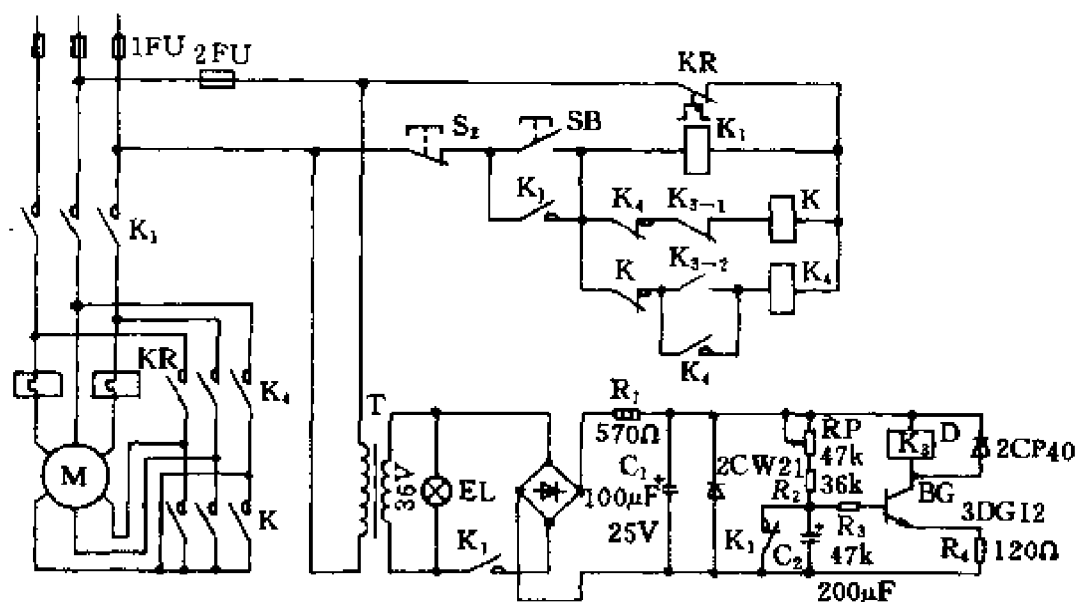 1FU
2FU
KR
S₂
SB
K₁
K₁
K₄
K₃₋₁
K
K₁
K
K₃₋₂
K₄
K₄
KR
K₄
M
K
T
36V
EL
K₁
R₁
570Ω
C₁
100μF
25V
2CW21
RP
47k
36k
R₂
K₁
C₂
R₃
47k
200μF
K₃
D
2CP40
BG
3DG12
R₄
120Ω